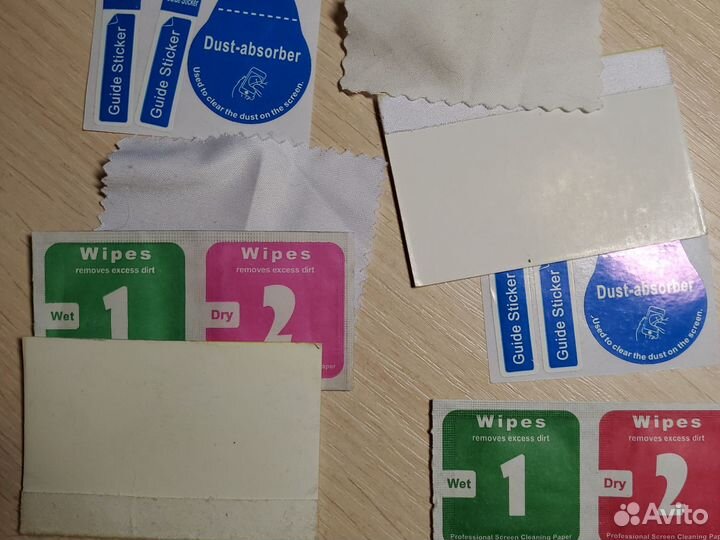 Guide Sticker
Guide Sticker
Sticker
Dust-absorber
Used to clear the dust on the screen.
Wipes
removes excess dirt
Wet
1
Wipes
removes excess dirt
Dry
2
Paper
Guide Sticker
Guide Sticker
Dust-absorber
Used to clear the dust on the screen.
Wipes
removes excess dirt
Wet
1
Professional Screen Cleaning Paper
Wipes
removes excess dirt
Dry
2
Avito